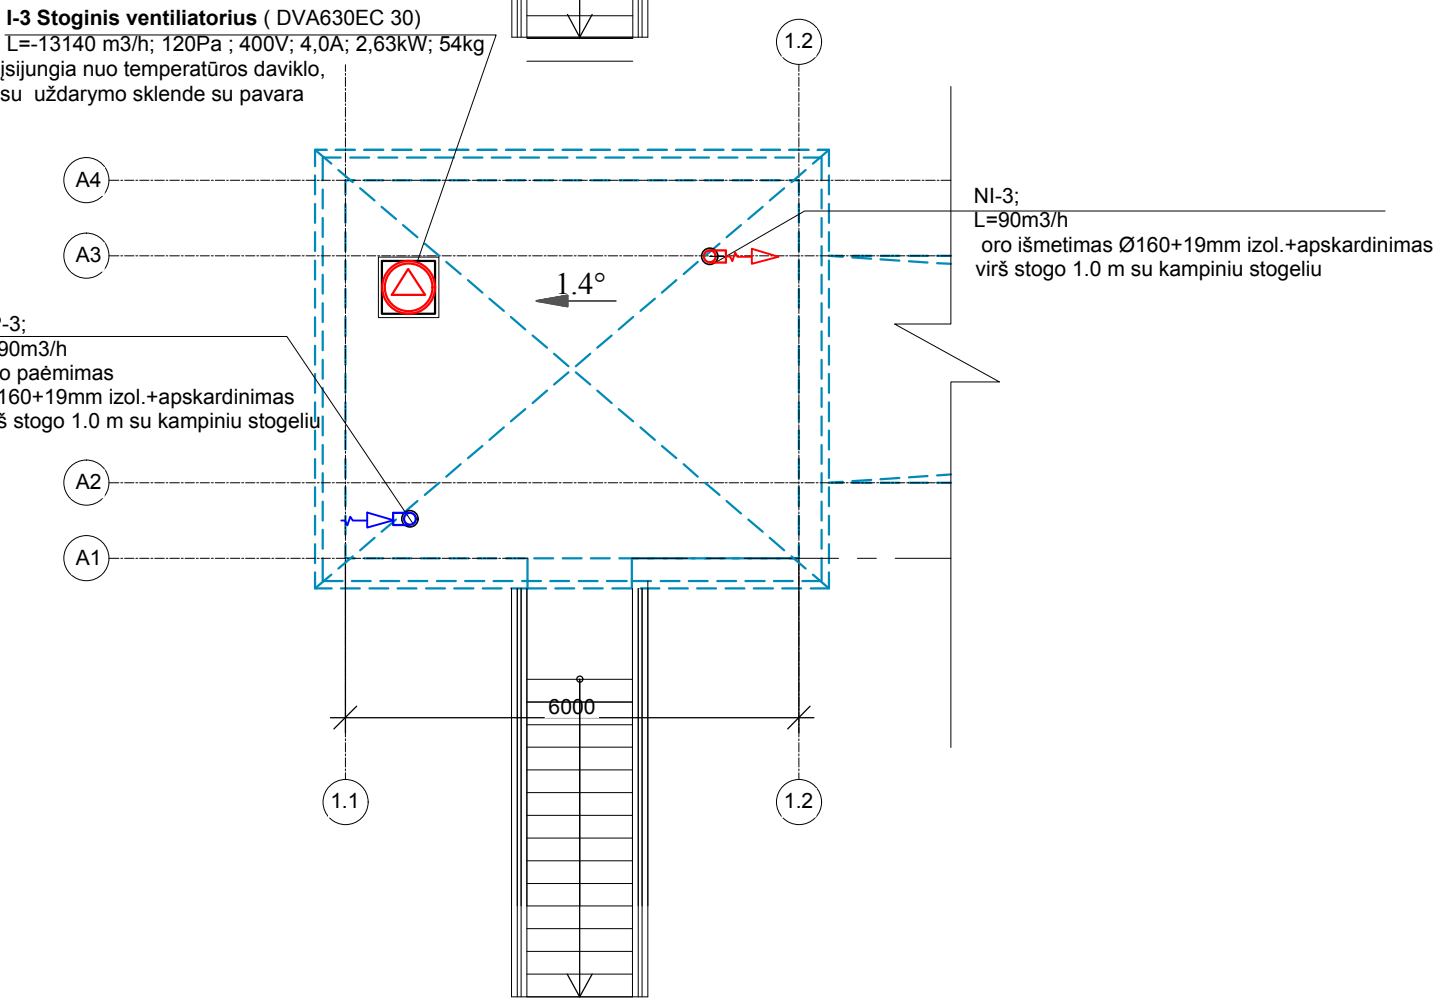 I-3 Stoginis ventiliatorius ( DVA630EC 30)
L=-13140 m3/h; 120Pa ; 400V; 4,0A; 2,63kW; 54kg
įsijungia nuo temperatūros daviklo,
su uždarymo sklende su pavara
1.2
A4
A3
NI-3;
L=90m3/h
oro išmetimas Ø160+19mm izol.+apskardinimas
virš stogo 1.0 m su kampiniu stogeliu
1.4°
-3;
90m3/h
o paėmimas
160+19mm izol.+apskardinimas
š stogo 1.0 m su kampiniu stogeliu
A2
A1
6000
1.1
1.2